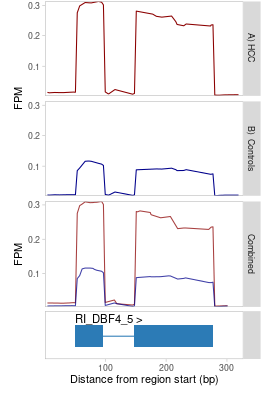 0.3
0.2
0.1
FPM
A) HCC
0.3
0.2
0.1
B) Controls
0.3
0.2
0.1
FPM
Combined
RI_DBF4_5 >
0
100
200
300
Distance from region start (bp)